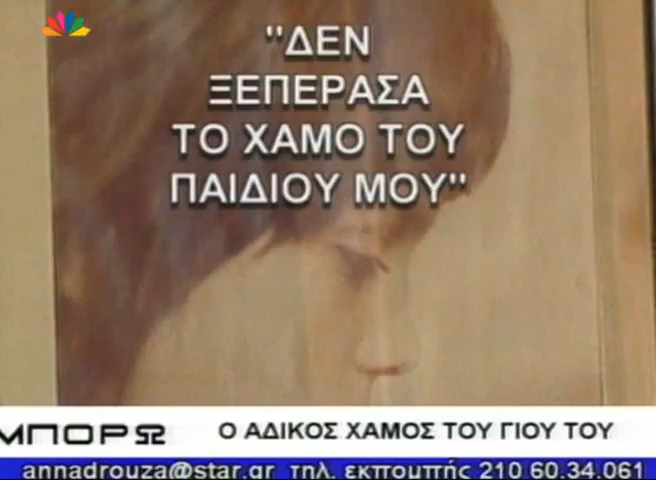 "ΔΕΝ
ΞΕΠΕΡΑΣΑ
ΤΟ ΧΑΜΟ ΤΟΥ
ΠΑΙΔΙΟΥ ΜΟΥ"
ΜΠΟΡΩ Ο ΑΔΙΚΟΣ ΧΑΜΟΣ ΤΟΥ ΓΙΟΥ ΤΟΥ
annadrouza@star.gr τηλ. εκπομπής 210 60.34.061